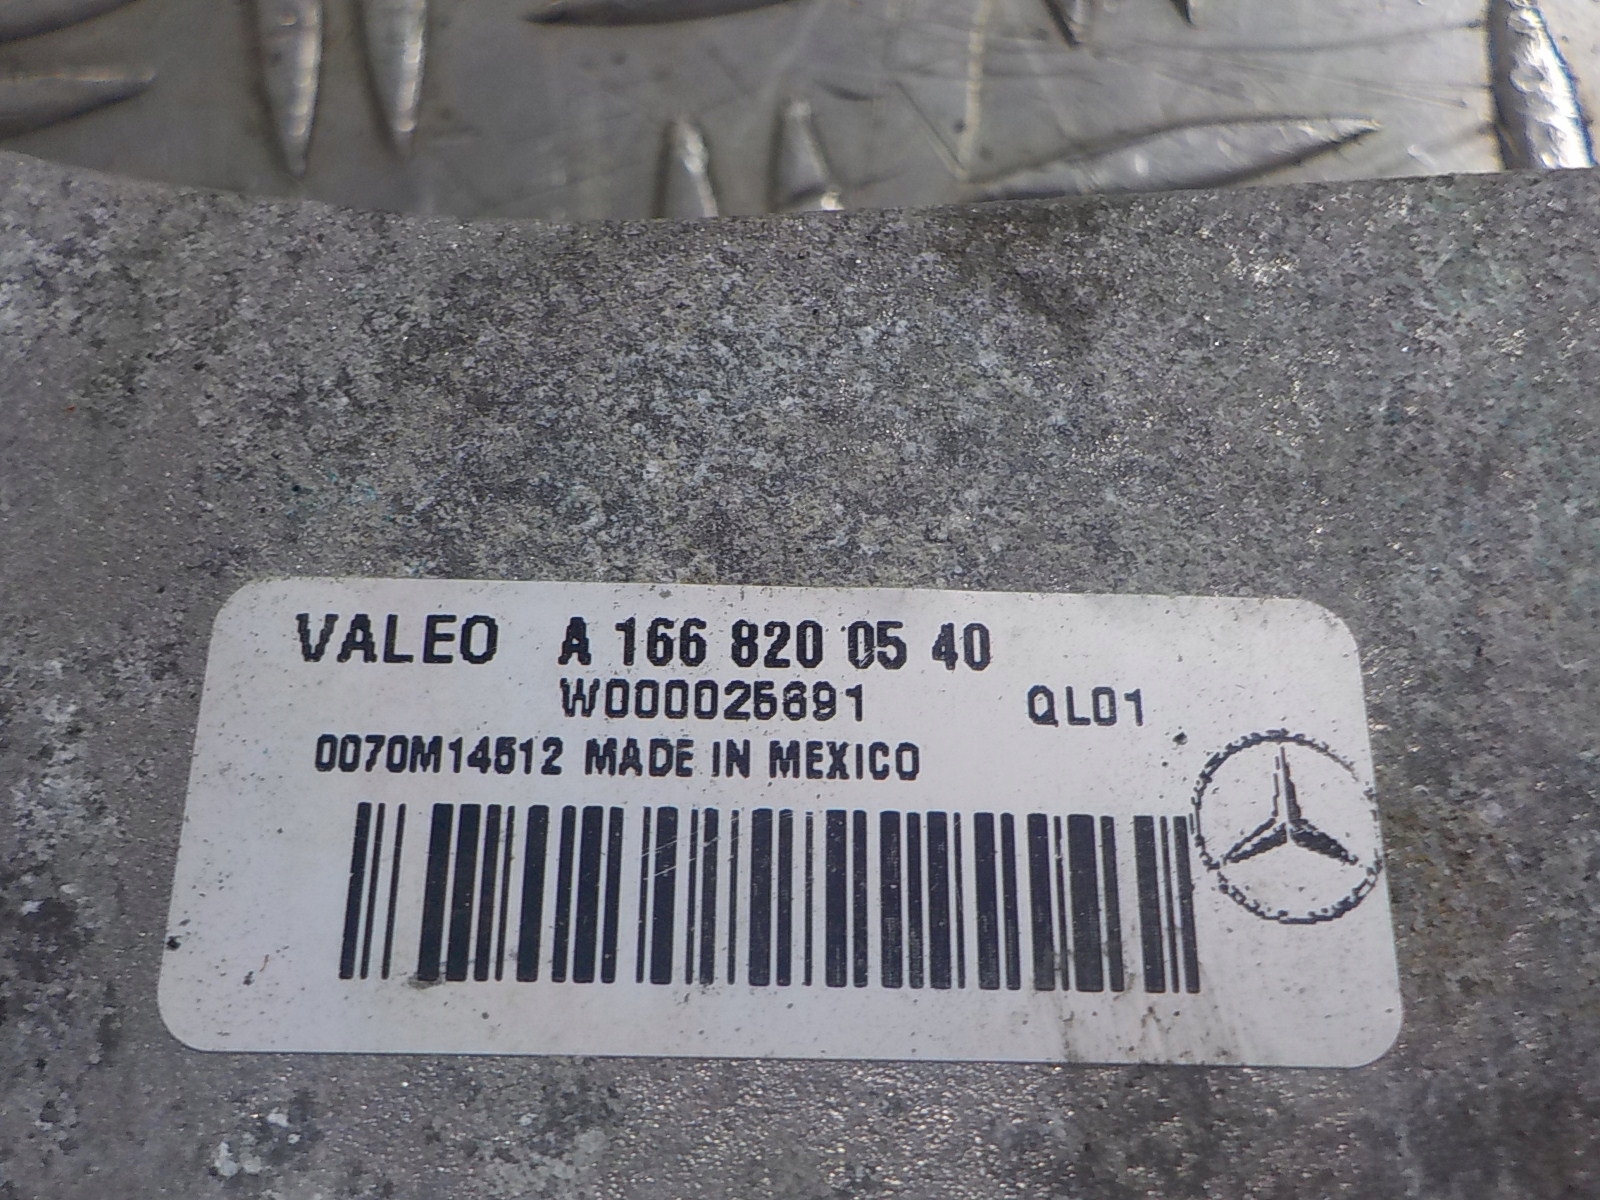 VALEO A 166 820 05 40
W000025691 QL01
0070M14512 MADE IN MEXICO